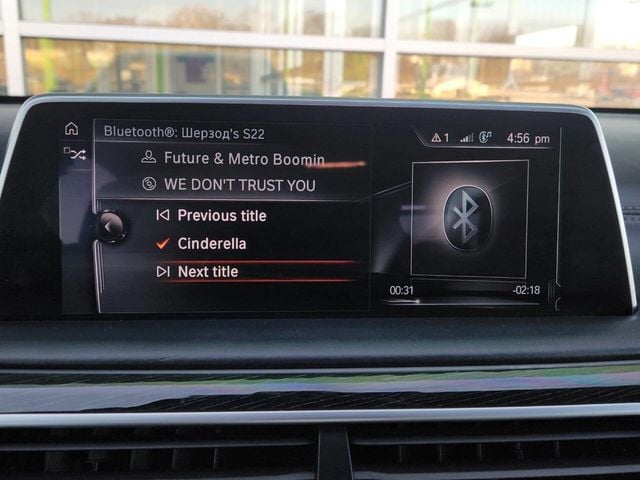 Bluetooth®: Шерзод's S22
1
4:56 pm
Future & Metro Boomin
WE DON'T TRUST YOU
Previous title
Cinderella
Next title
00:31
-02:18